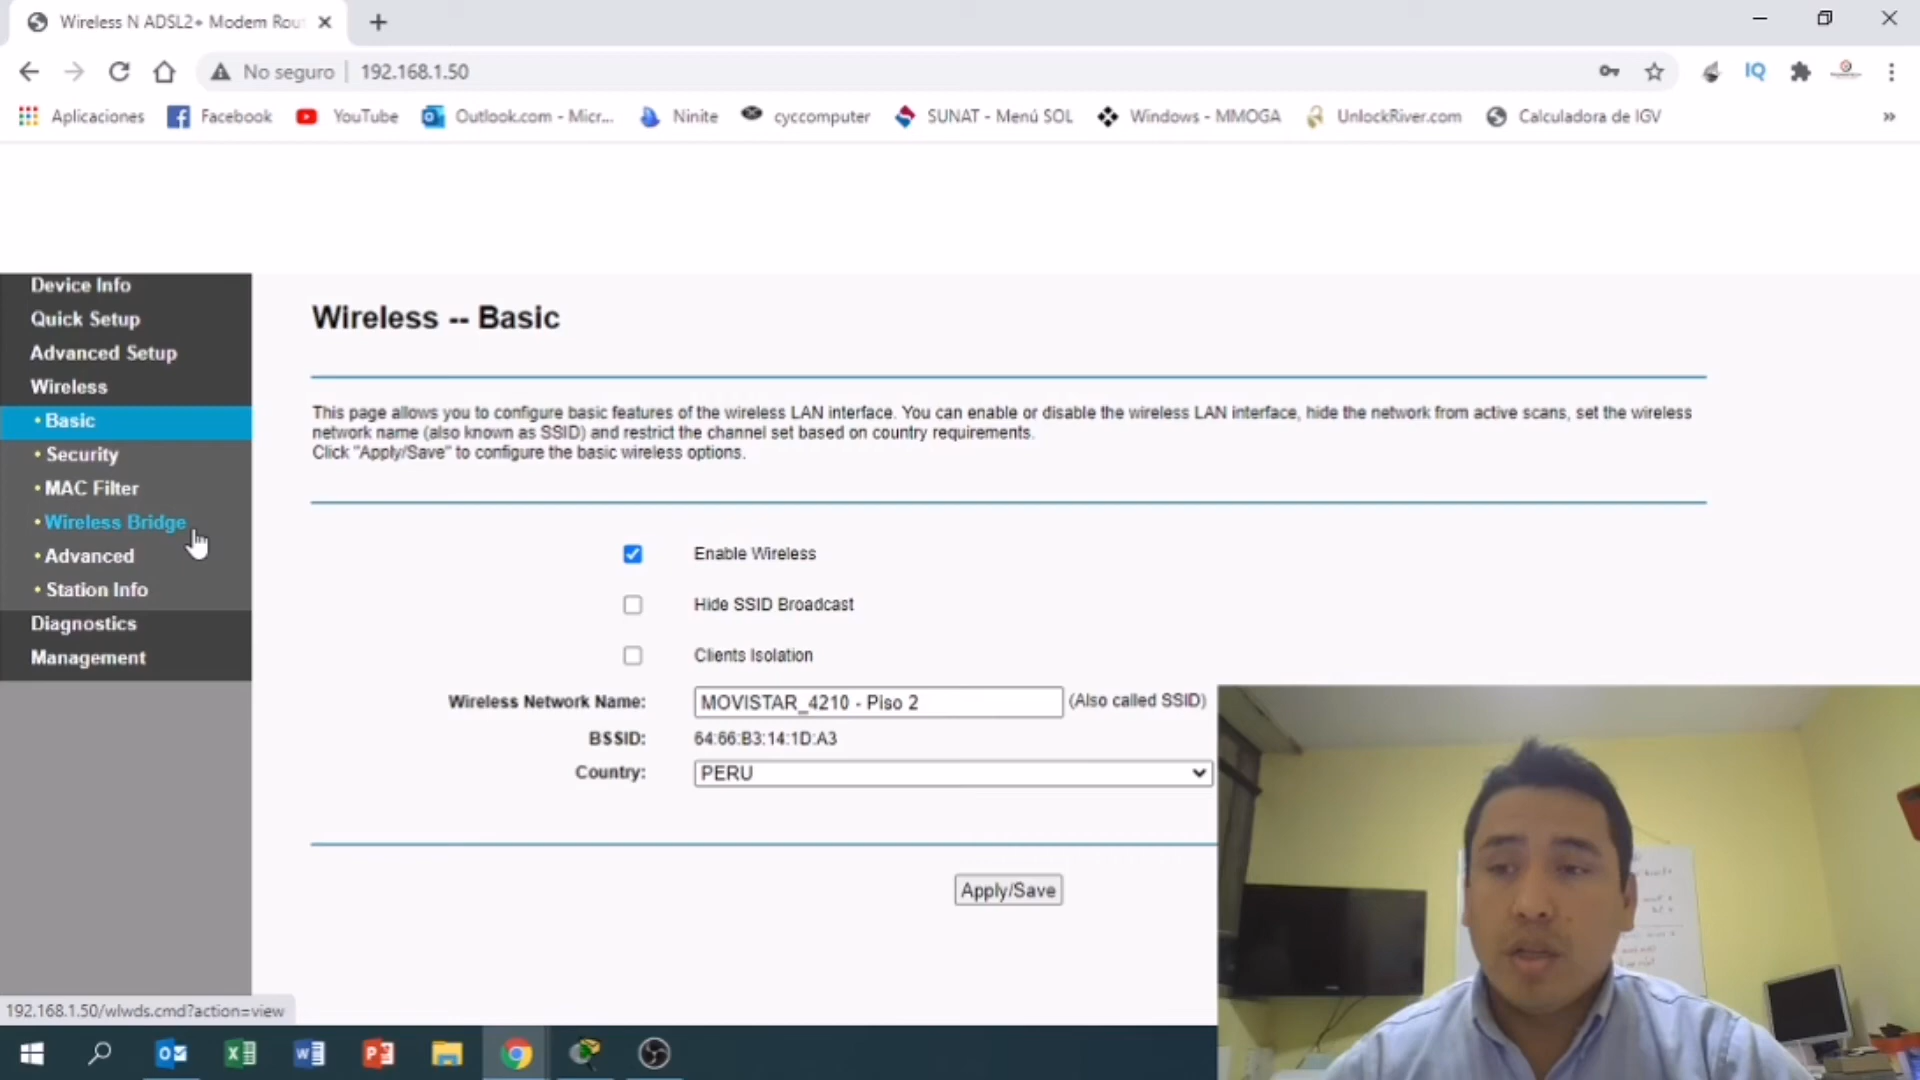 Wireless N ADSL2+ Modem Rou
No seguro
192.168.1.50
IQ
Aplicaciones
Facebook
YouTube
Outlook.com - Micr...
Ninite
cyccomputer
SUNAT - Menú SOL
Windows - MMOGA
UnlockRiver.com
Calculadora de IGV
»
Device Info
Quick Setup
Advanced Setup
Wireless
• Basic
• Security
• MAC Filter
• Wireless Bridge
• Advanced
• Station Info
Diagnostics
Management
Wireless -- Basic
This page allows you to configure basic features of the wireless LAN interface. You can enable or disable the wireless LAN interface, hide the network from active scans, set the wireless
network name (also known as SSID) and restrict the channel set based on country requirements.
Click "Apply/Save" to configure the basic wireless options.
Enable Wireless
Hide SSID Broadcast
Clients Isolation
Wireless Network Name: MOVISTAR_4210 - Piso 2 (Also called SSID)
BSSID: 64:66:B3:14:1D:A3
Country: PERU
Apply/Save
192.168.1.50/wlwds.cmd?action=view